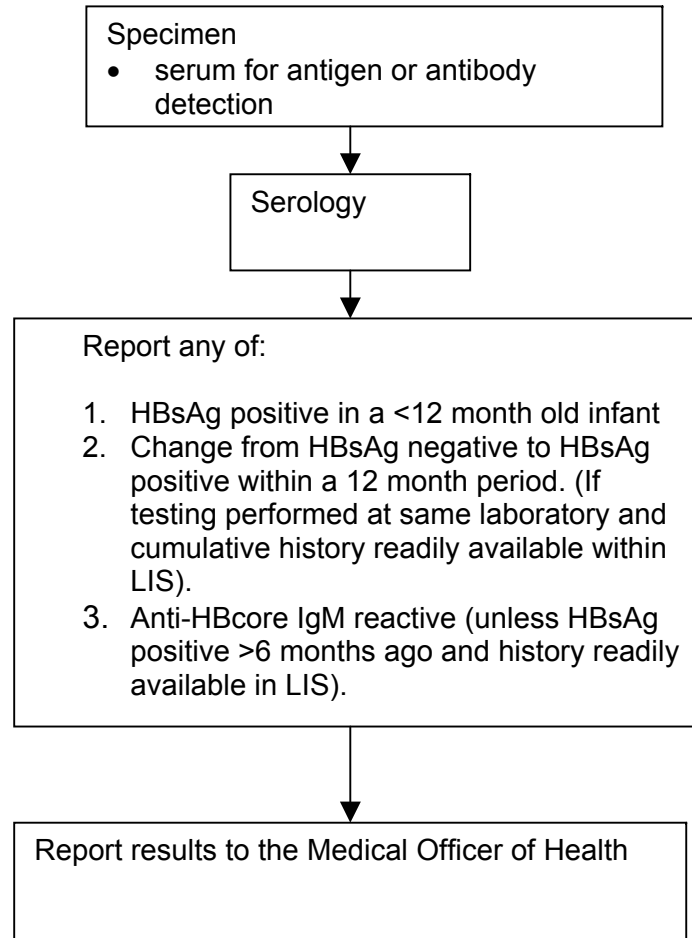 Specimen
• serum for antigen or antibody
detection
Serology
Report any of:
1. HBsAg positive in a <12 month old infant
2. Change from HBsAg negative to HBsAg
positive within a 12 month period. (If
testing performed at same laboratory and
cumulative history readily available within
LIS).
3. Anti-HBcore IgM reactive (unless HBsAg
positive >6 months ago and history readily
available in LIS).
Report results to the Medical Officer of Health